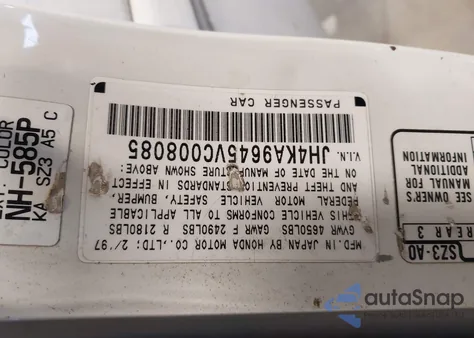 MFD.IN JAPAN BY HONDA MOTOR CO.,LTD; 2/97
GVWR 4650LBS GAWR F 2490LBS R 2180LBS
THIS VEHICLE CONFORMS TO ALL APPLICABLE
FEDERAL MOTOR VEHICLE SAFETY, BUMPER,
AND THEFT PREVENTION STANDARDS IN EFFECT
ON THE DATE OF MANUFACTURE SHOWN ABOVE:
V.I.N. JH4KA9645VC008085
PASSENGER CAR
EXT. COLOR
NH-585P
KA SZ3 A5 C
SEE OWNER'S
MANUAL FOR
ADDITIONAL
REAR 3
SZ3-A0
autoSnap